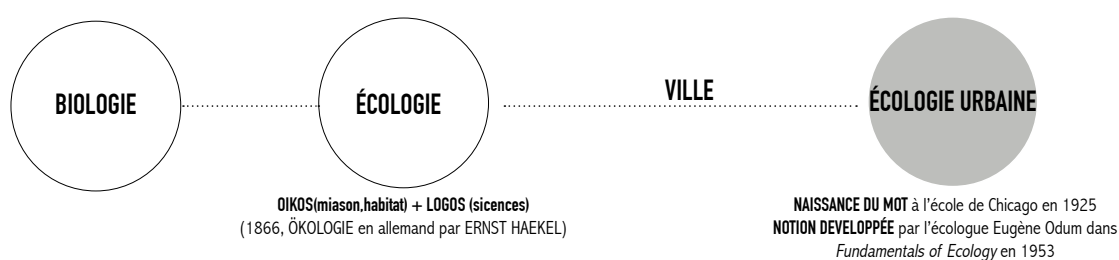 BIOLOGIE
ÉCOLOGIE
VILLE
ÉCOLOGIE URBAINE
OIKOS(miason,habitat) + LOGOS (sicences)
(1866, ÖKOLOGIE en allemand par ERNST HAEKEL)
NAISSANCE DU MOT à l'école de Chicago en 1925
NOTION DEVELOPPÉE par l'écologue Eugène Odum dans
Fundamentals of Ecology en 1953